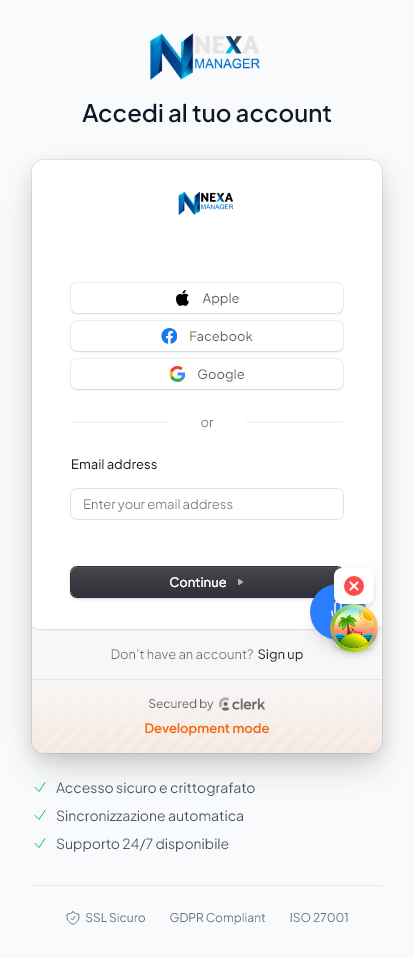 NEXA
MANAGER
Accedi al tuo account
NEXA
MANAGER
Apple
Facebook
Google
or
Email address
Enter your email address
Continue
Don't have an account? Sign up
Secured by clerk
Development mode
Accesso sicuro e crittografato
Sincronizzazione automatica
Supporto 24/7 disponibile
SSL Sicuro GDPR Compliant ISO 27001